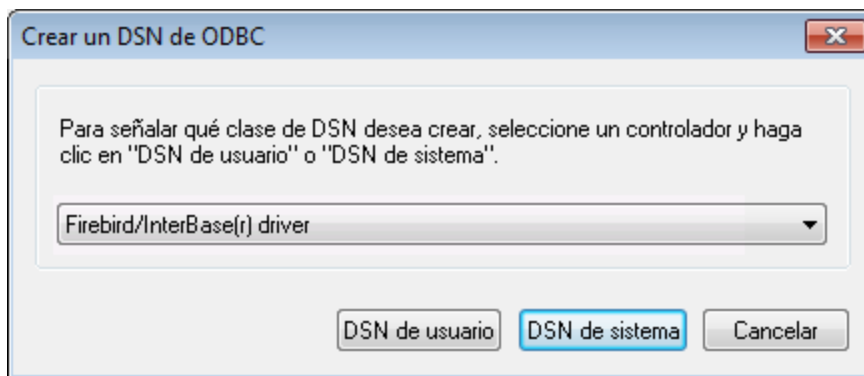 Crear un DSN de ODBC
Para señalar qué clase de DSN desea crear, seleccione un controlador y haga
clic en "DSN de usuario" o "DSN de sistema".
Firebird/InterBase(r) driver
DSN de usuario DSN de sistema Cancelar